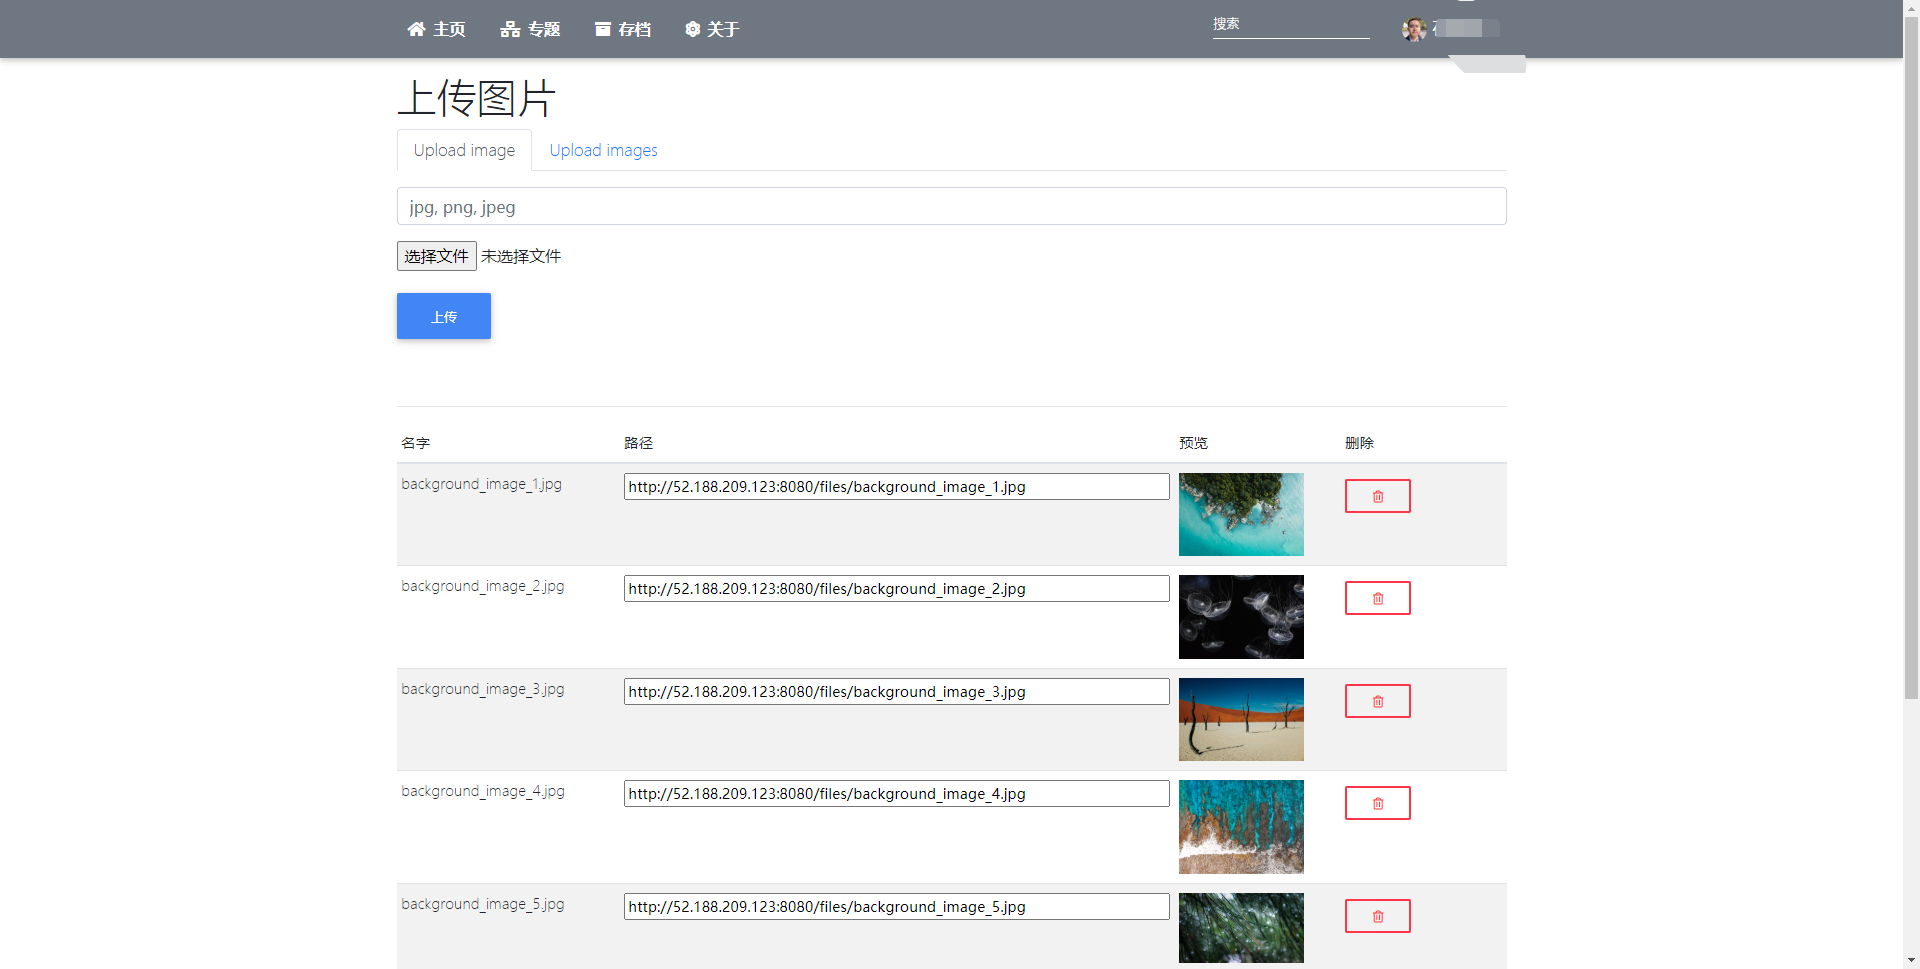 主页 专题 存档 关于 搜索
上传图片
Upload image Upload images
jpg, png, jpeg
选择文件 未选择文件
上传
名字 路径 预览 删除
background_image_1.jpg http://52.188.209.123:8080/files/background_image_1.jpg
background_image_2.jpg http://52.188.209.123:8080/files/background_image_2.jpg
background_image_3.jpg http://52.188.209.123:8080/files/background_image_3.jpg
background_image_4.jpg http://52.188.209.123:8080/files/background_image_4.jpg
background_image_5.jpg http://52.188.209.123:8080/files/background_image_5.jpg